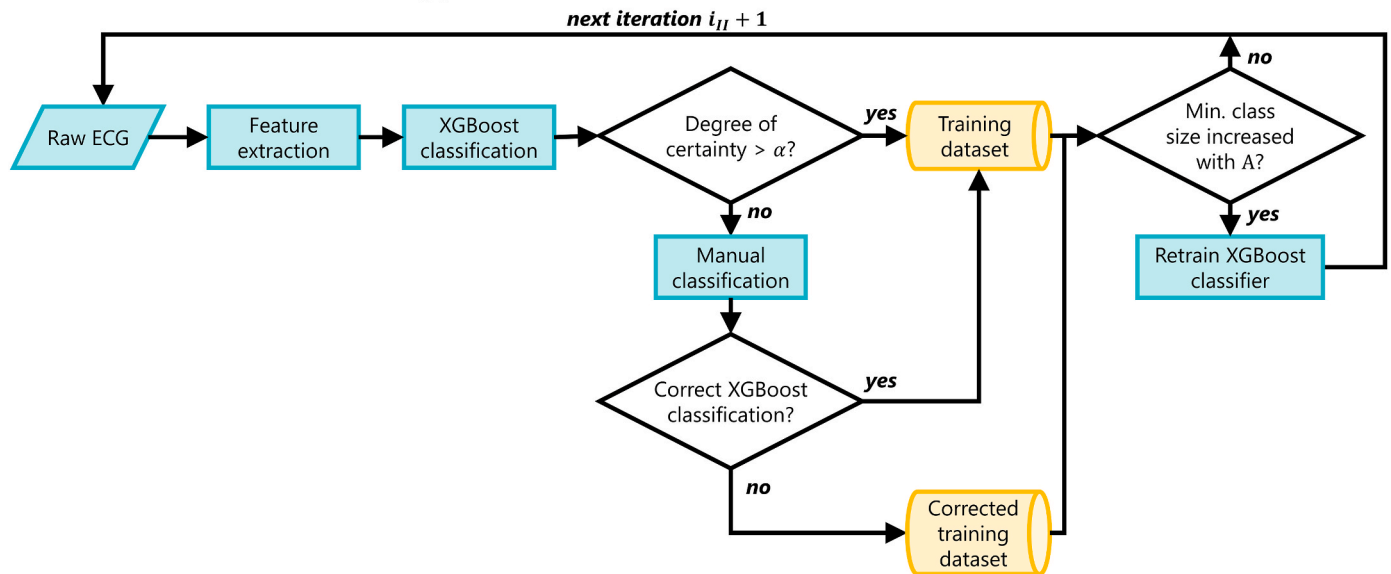 next iteration i_II + 1
no
Raw ECG
Feature
extraction
XGBoost
classification
Degree of
certainty > α?
yes
Training
dataset
Min. class
size increased
with A?
no
yes
Manual
classification
Retrain XGBoost
classifier
Correct XGBoost
classification?
yes
no
Corrected
training
dataset